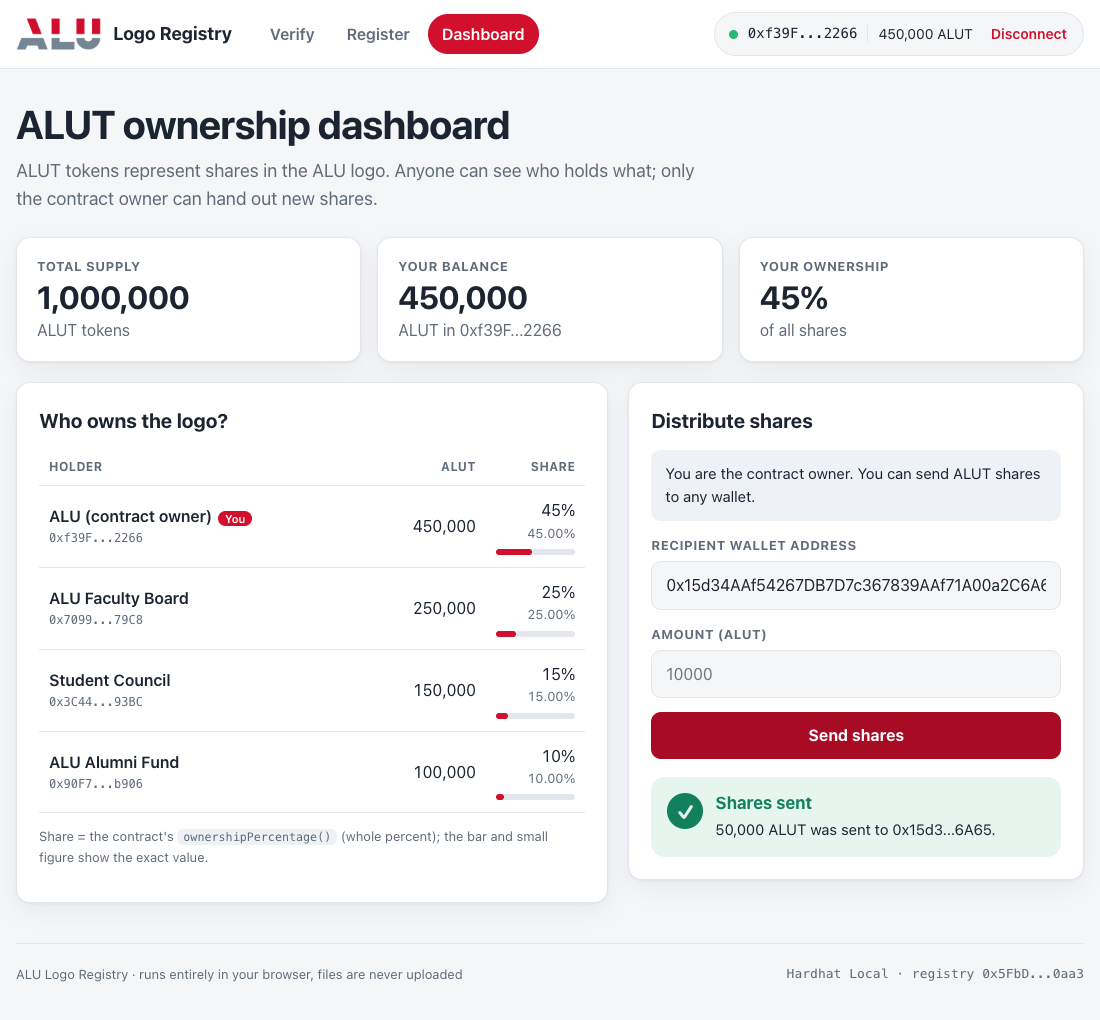 ALU Logo Registry
Verify
Register
Dashboard
0xf39F...2266
450,000 ALUT
Disconnect
ALUT ownership dashboard
ALUT tokens represent shares in the ALU logo. Anyone can see who holds what; only
the contract owner can hand out new shares.
TOTAL SUPPLY
1,000,000
ALUT tokens
YOUR BALANCE
450,000
ALUT in 0xf39F...2266
YOUR OWNERSHIP
45%
of all shares
Who owns the logo?
HOLDER ALUT SHARE
ALU (contract owner) You
0xf39F...2266
450,000
45%
45.00%
ALU Faculty Board
0x7099...79C8
250,000
25%
25.00%
Student Council
0x3C44...93BC
150,000
15%
15.00%
ALU Alumni Fund
0x90F7...b906
100,000
10%
10.00%
Share = the contract's ownershipPercentage() (whole percent); the bar and small
figure show the exact value.
Distribute shares
You are the contract owner. You can send ALUT shares
to any wallet.
RECIPIENT WALLET ADDRESS
0x15d34AAf54267DB7D7c367839AAf71A00a2C6A6
AMOUNT (ALUT)
10000
Send shares
Shares sent
50,000 ALUT was sent to 0x15d3...6A65.
ALU Logo Registry · runs entirely in your browser, files are never uploaded
Hardhat Local · registry 0x5FbD...0aa3